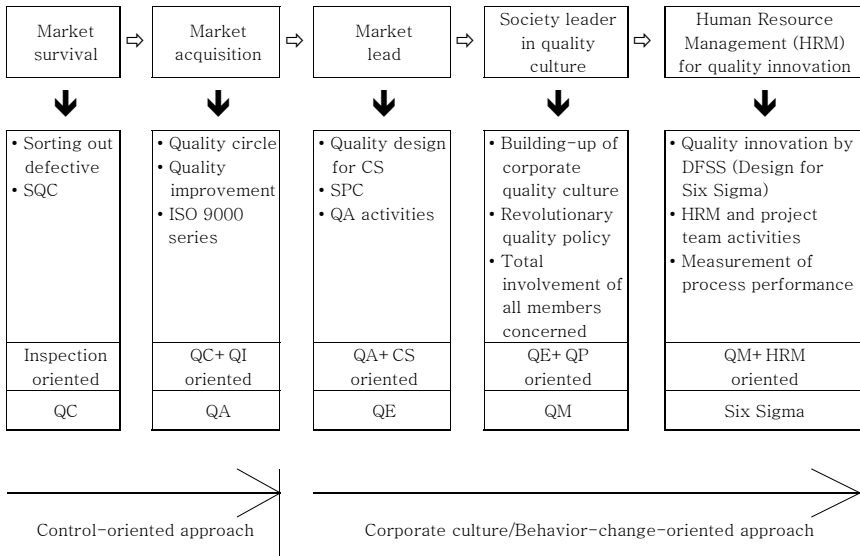 Market
survival
Market
acquisition
Market
lead
Society leader
in quality
culture
Human Resource
Management (HRM)
for quality innovation
• Sorting out
defective
• SQC
• Quality circle
• Quality
improvement
• ISO 9000
series
• Quality design
for CS
• SPC
• QA activities
• Building-up of
corporate
quality culture
• Revolutionary
quality policy
• Total
involvement of
all members
concerned
• Quality innovation by
DFSS (Design for
Six Sigma)
• HRM and project
team activities
• Measurement of
process performance
Inspection
oriented
QC+QI
oriented
QA+CS
oriented
QE+QP
oriented
QM+HRM
oriented
QC
QA
QE
QM
Six Sigma
Control-oriented approach
Corporate culture/Behavior-change-oriented approach